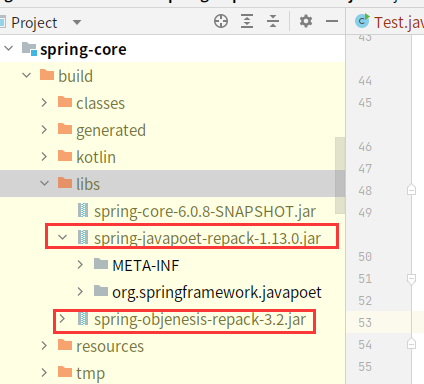 Project
Test.jav
spring-core
build
classes
generated
kotlin
libs
spring-core-6.0.8-SNAPSHOT.jar
spring-javapoet-repack-1.13.0.jar
META-INF
org.springframework.javapoet
spring-objenesis-repack-3.2.jar
resources
tmp
43
44
45
46
47
48
49
50
51
52
53
54
55